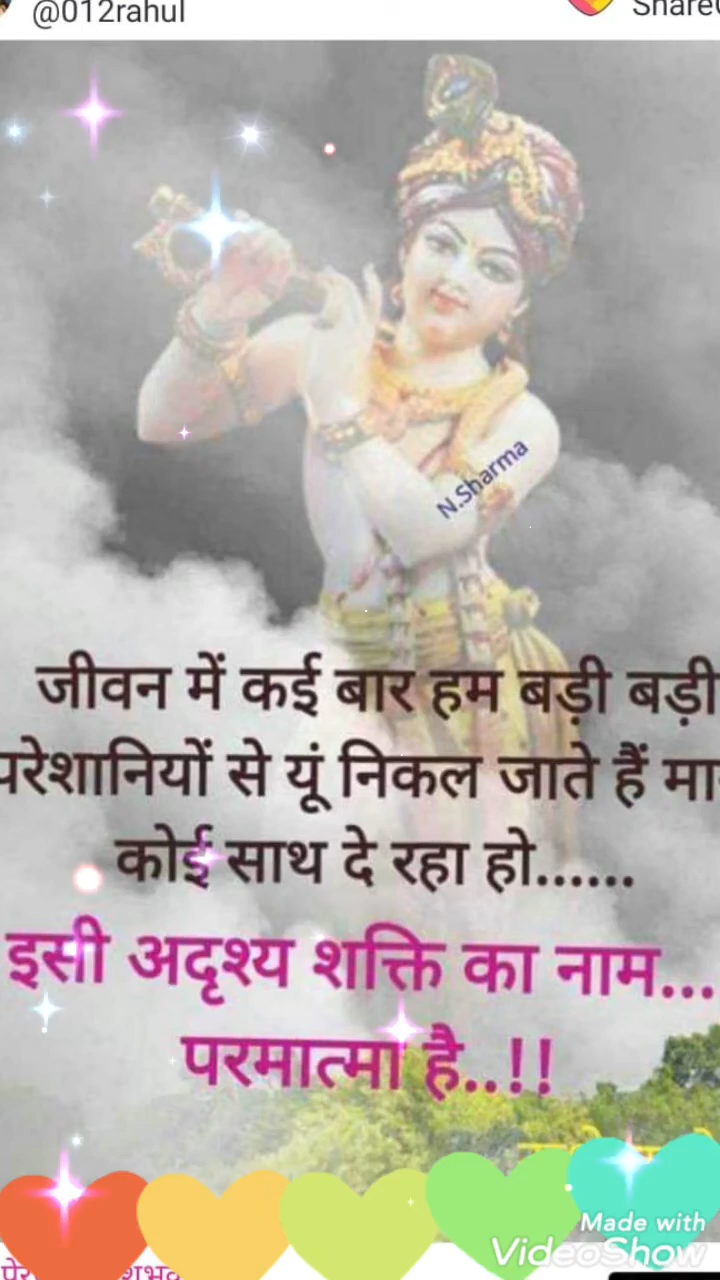 @012rahul
N.Sharma
जीवन में कई बार हम बड़ी बड़ी
परेशानियों से यूं निकल जाते हैं
कोई साथ दे रहा हो......
इसी अदृश्य शक्ति का नाम...
परमात्मा है..!!
Made with
VideoShow